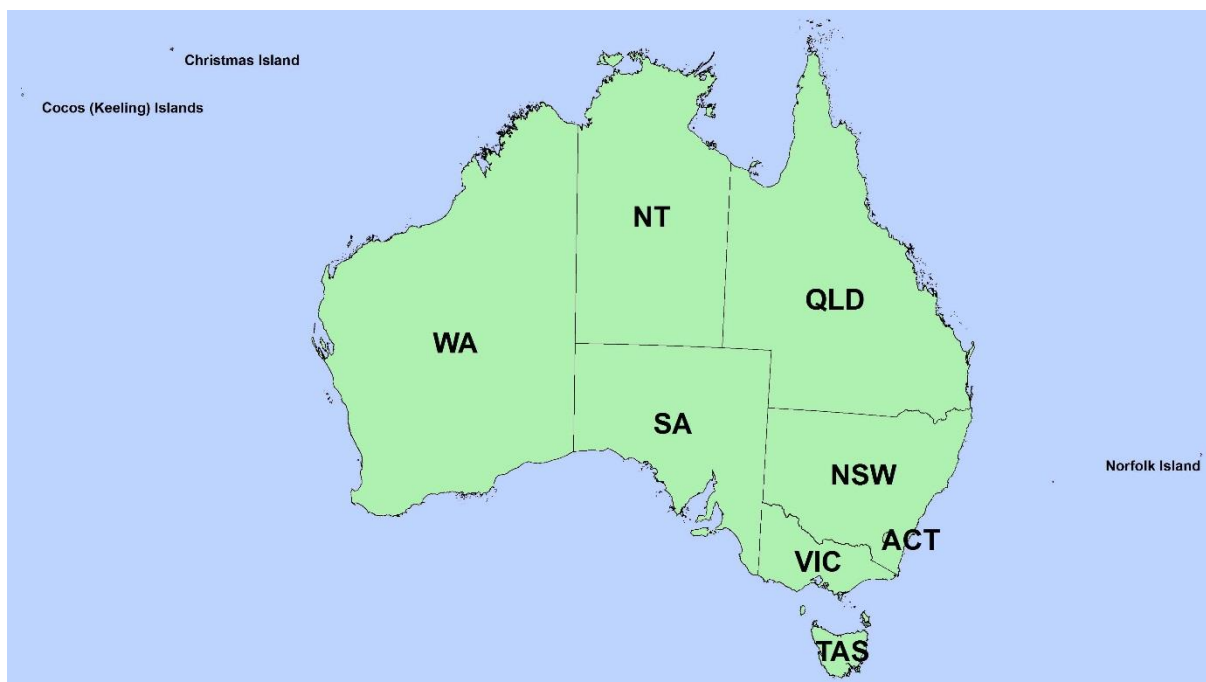 Christmas Island
Cocos (Keeling) Islands
NT
QLD
WA
SA
Norfolk Island
NSW
ACT
VIC
TAS